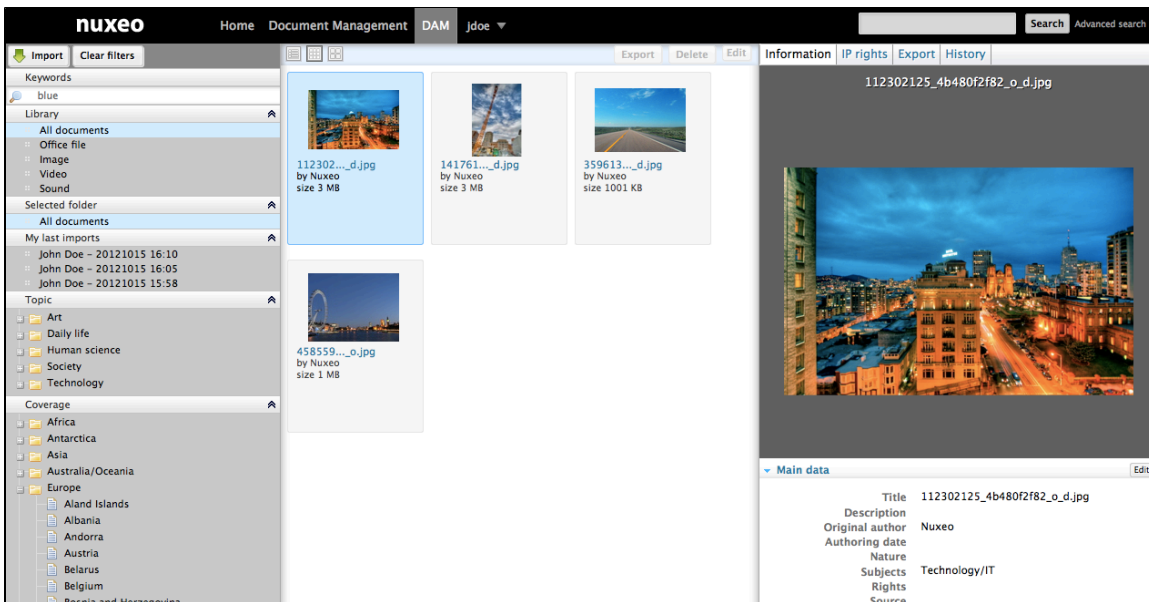 nuxeo
Home Document Management DAM jdoe
Search Advanced search
Import Clear filters
Keywords
blue
Library
All documents
Office file
Image
Video
Sound
Selected folder
All documents
My last imports
John Doe - 20121015 16:10
John Doe - 20121015 16:05
John Doe - 20121015 15:58
Topic
Art
Daily life
Human science
Society
Technology
Coverage
Africa
Antarctica
Asia
Australia/Oceania
Europe
Aland Islands
Albania
Andorra
Austria
Belarus
Belgium
Bosnia and Herzegovina
Export Delete Edit
112302..._d.jpg
by Nuxeo
size 3 MB
141761..._d.jpg
by Nuxeo
size 3 MB
359613..._d.jpg
by Nuxeo
size 1001 KB
458559..._o.jpg
by Nuxeo
size 1 MB
Information IP rights Export History
112302125_4b480f2f82_o_d.jpg
Main data Edit
Title 112302125_4b480f2f82_o_d.jpg
Description
Original author Nuxeo
Authoring date
Nature
Subjects Technology/IT
Rights
Source